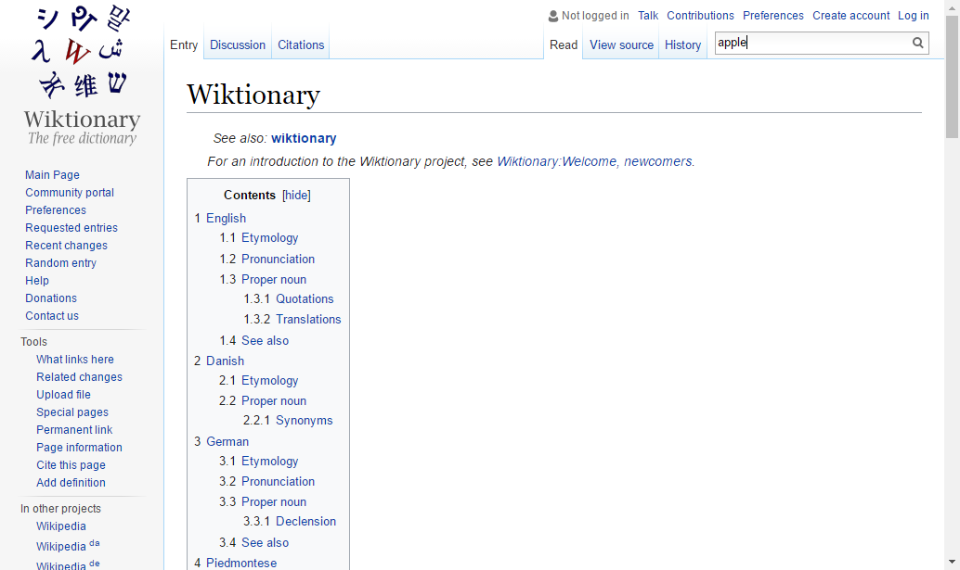 Not logged in Talk Contributions Preferences Create account Log in
Entry Discussion Citations Read View source History apple
Wiktionary
The free dictionary
Main Page
Community portal
Preferences
Requested entries
Recent changes
Random entry
Help
Donations
Contact us
Tools
What links here
Related changes
Upload file
Special pages
Permanent link
Page information
Cite this page
Add definition
In other projects
Wikipedia
Wikipedia da
Wikipedia de
Wiktionary
See also: wiktionary
For an introduction to the Wiktionary project, see Wiktionary:Welcome, newcomers.
Contents [hide]
1 English
1.1 Etymology
1.2 Pronunciation
1.3 Proper noun
1.3.1 Quotations
1.3.2 Translations
1.4 See also
2 Danish
2.1 Etymology
2.2 Proper noun
2.2.1 Synonyms
3 German
3.1 Etymology
3.2 Pronunciation
3.3 Proper noun
3.3.1 Declension
3.4 See also
4 Piedmontese